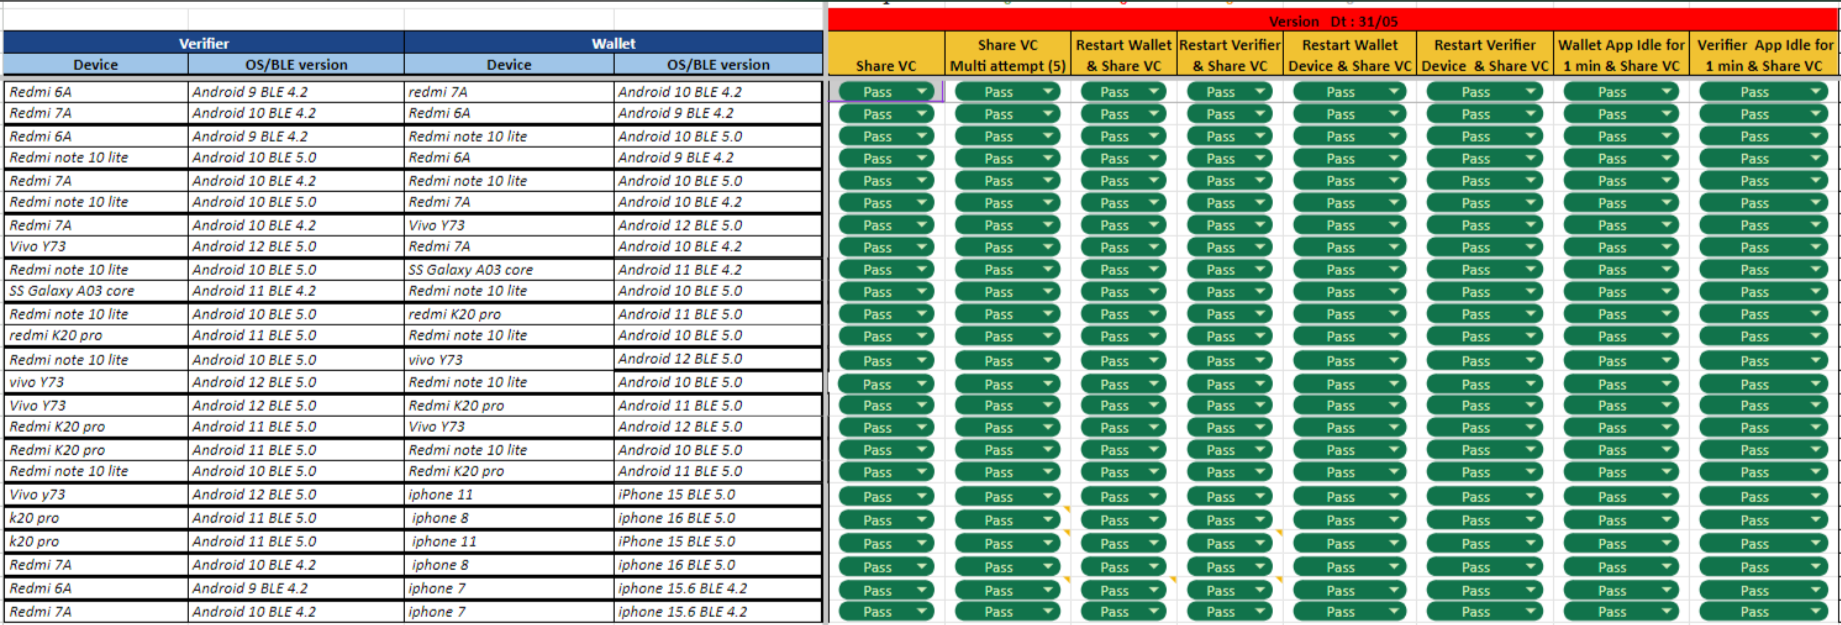 Version Dt : 31/05
Verifier Wallet
Share VC Restart Wallet Restart Verifier Restart Wallet Restart Verifier Wallet App Idle for Verifier App Idle for
Device OS/BLE version Device OS/BLE version Share VC Multi attempt (5) & Share VC & Share VC Device & Share VC Device & Share VC 1 min & Share VC 1 min & Share VC
Redmi 6A Android 9 BLE 4.2 redmi 7A Android 10 BLE 4.2 Pass Pass Pass Pass Pass Pass Pass Pass
Redmi 7A Android 10 BLE 4.2 Redmi 6A Android 9 BLE 4.2 Pass Pass Pass Pass Pass Pass Pass Pass
Redmi 6A Android 9 BLE 4.2 Redmi note 10 lite Android 10 BLE 5.0 Pass Pass Pass Pass Pass Pass Pass Pass
Redmi note 10 lite Android 10 BLE 5.0 Redmi 6A Android 9 BLE 4.2 Pass Pass Pass Pass Pass Pass Pass Pass
Redmi 7A Android 10 BLE 4.2 Redmi note 10 lite Android 10 BLE 5.0 Pass Pass Pass Pass Pass Pass Pass Pass
Redmi note 10 lite Android 10 BLE 5.0 Redmi 7A Android 10 BLE 4.2 Pass Pass Pass Pass Pass Pass Pass Pass
Redmi 7A Android 10 BLE 4.2 Vivo Y73 Android 12 BLE 5.0 Pass Pass Pass Pass Pass Pass Pass Pass
Vivo Y73 Android 12 BLE 5.0 Redmi 7A Android 10 BLE 4.2 Pass Pass Pass Pass Pass Pass Pass Pass
Redmi note 10 lite Android 10 BLE 5.0 SS Galaxy A03 core Android 11 BLE 4.2 Pass Pass Pass Pass Pass Pass Pass Pass
SS Galaxy A03 core Android 11 BLE 4.2 Redmi note 10 lite Android 10 BLE 5.0 Pass Pass Pass Pass Pass Pass Pass Pass
Redmi note 10 lite Android 10 BLE 5.0 redmi K20 pro Android 11 BLE 5.0 Pass Pass Pass Pass Pass Pass Pass Pass
redmi K20 pro Android 11 BLE 5.0 Redmi note 10 lite Android 10 BLE 5.0 Pass Pass Pass Pass Pass Pass Pass Pass
Redmi note 10 lite Android 10 BLE 5.0 vivo Y73 Android 12 BLE 5.0 Pass Pass Pass Pass Pass Pass Pass Pass
vivo Y73 Android 12 BLE 5.0 Redmi note 10 lite Android 10 BLE 5.0 Pass Pass Pass Pass Pass Pass Pass Pass
Vivo Y73 Android 12 BLE 5.0 Redmi K20 pro Android 11 BLE 5.0 Pass Pass Pass Pass Pass Pass Pass Pass
Redmi K20 pro Android 11 BLE 5.0 Vivo Y73 Android 12 BLE 5.0 Pass Pass Pass Pass Pass Pass Pass Pass
Redmi K20 pro Android 11 BLE 5.0 Redmi note 10 lite Android 10 BLE 5.0 Pass Pass Pass Pass Pass Pass Pass Pass
Redmi note 10 lite Android 10 BLE 5.0 Redmi K20 pro Android 11 BLE 5.0 Pass Pass Pass Pass Pass Pass Pass Pass
Vivo y73 Android 12 BLE 5.0 iphone 11 iPhone 15 BLE 5.0 Pass Pass Pass Pass Pass Pass Pass Pass
k20 pro Android 11 BLE 5.0 iphone 8 iphone 16 BLE 5.0 Pass Pass Pass Pass Pass Pass Pass Pass
k20 pro Android 11 BLE 5.0 iphone 11 iPhone 15 BLE 5.0 Pass Pass Pass Pass Pass Pass Pass Pass
Redmi 7A Android 10 BLE 4.2 iphone 8 iphone 16 BLE 5.0 Pass Pass Pass Pass Pass Pass Pass Pass
Redmi 6A Android 9 BLE 4.2 iphone 7 iphone 15.6 BLE 4.2 Pass Pass Pass Pass Pass Pass Pass Pass
Redmi 7A Android 10 BLE 4.2 iphone 7 iphone 15.6 BLE 4.2 Pass Pass Pass Pass Pass Pass Pass Pass